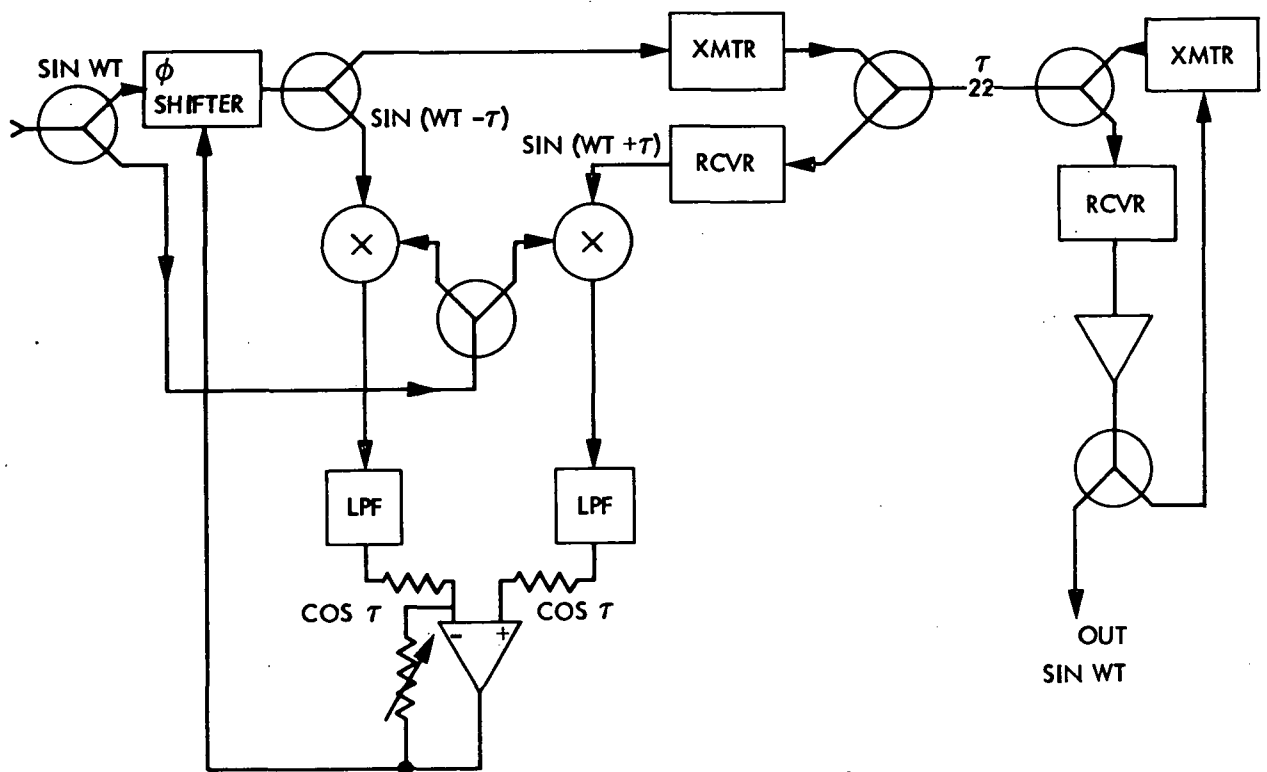 SIN WT
ϕ
SHIFTER
XMTR
τ
22
XMTR
SIN (WT -τ)
SIN (WT +τ)
RCVR
RCVR
×
×
LPF
LPF
COS τ
COS τ
-
+
OUT
SIN WT